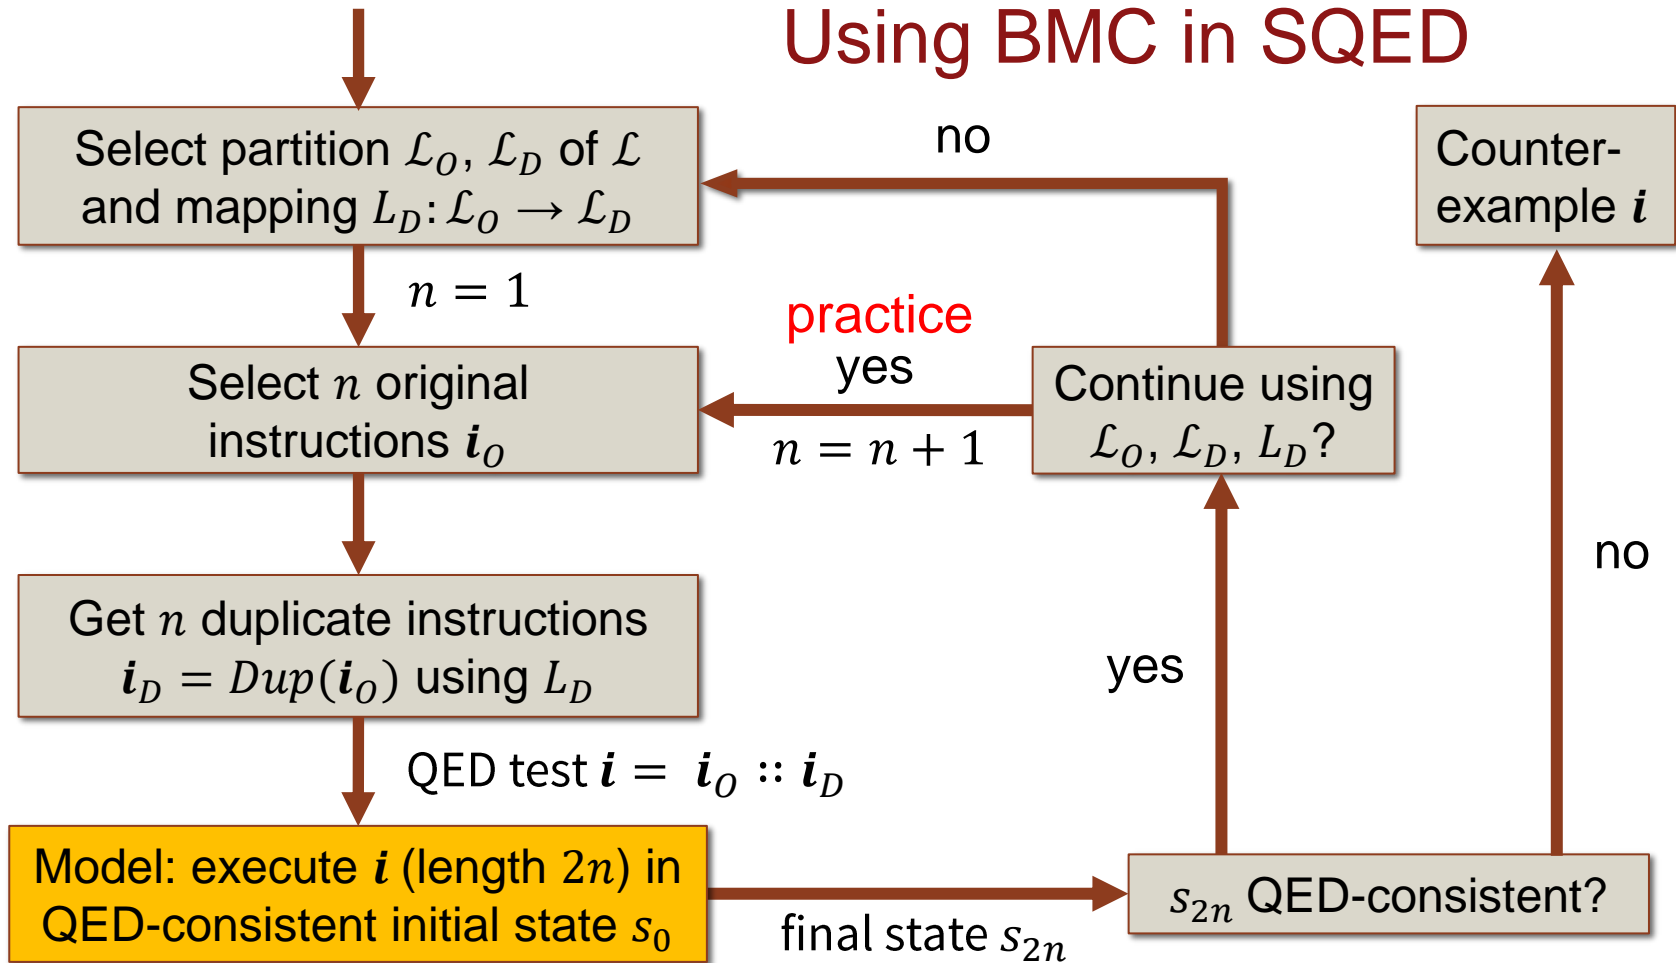 Using BMC in SQED
Select partition ℒ_O, ℒ_D of ℒ
and mapping L_D: ℒ_O → ℒ_D
no
Counter-
example i
n = 1
practice
yes
n = n + 1
Select n original
instructions i_O
Continue using
ℒ_O, ℒ_D, L_D?
no
Get n duplicate instructions
i_D = Dup(i_O) using L_D
yes
QED test i = i_O :: i_D
Model: execute i (length 2n) in
QED-consistent initial state s_0
final state s_2n
s_2n QED-consistent?